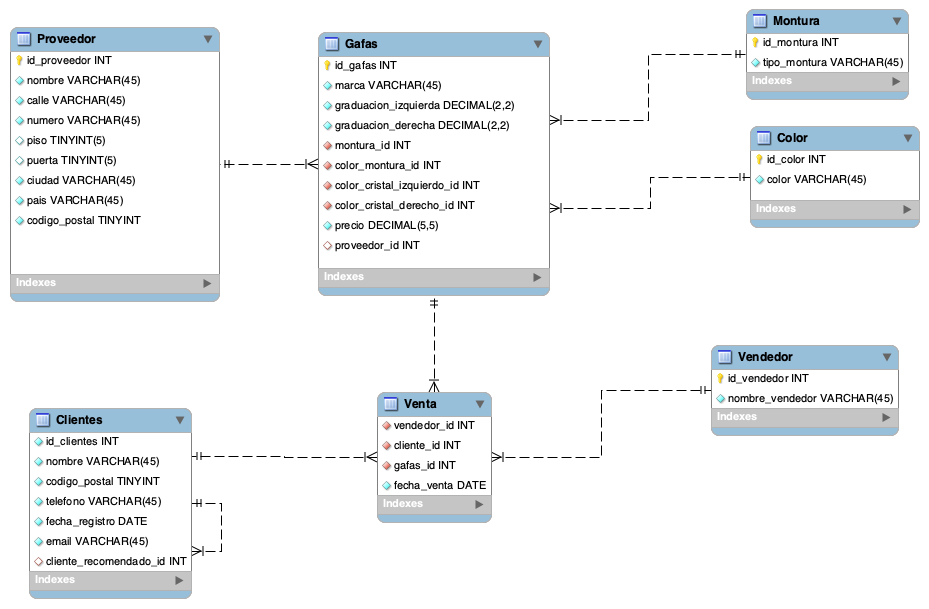 Proveedor
id_proveedor INT
nombre VARCHAR(45)
calle VARCHAR(45)
numero VARCHAR(45)
piso TINYINT(5)
puerta TINYINT(5)
ciudad VARCHAR(45)
pais VARCHAR(45)
codigo_postal TINYINT
Indexes
Gafas
id_gafas INT
marca VARCHAR(45)
graduacion_izquierda DECIMAL(2,2)
graduacion_derecha DECIMAL(2,2)
montura_id INT
color_montura_id INT
color_cristal_izquierdo_id INT
color_cristal_derecho_id INT
precio DECIMAL(5,5)
proveedor_id INT
Indexes
Montura
id_montura INT
tipo_montura VARCHAR(45)
Indexes
Color
id_color INT
color VARCHAR(45)
Indexes
Clientes
id_clientes INT
nombre VARCHAR(45)
codigo_postal TINYINT
telefono VARCHAR(45)
fecha_registro DATE
email VARCHAR(45)
cliente_recomendado_id INT
Indexes
Venta
vendedor_id INT
cliente_id INT
gafas_id INT
fecha_venta DATE
Indexes
Vendedor
id_vendedor INT
nombre_vendedor VARCHAR(45)
Indexes